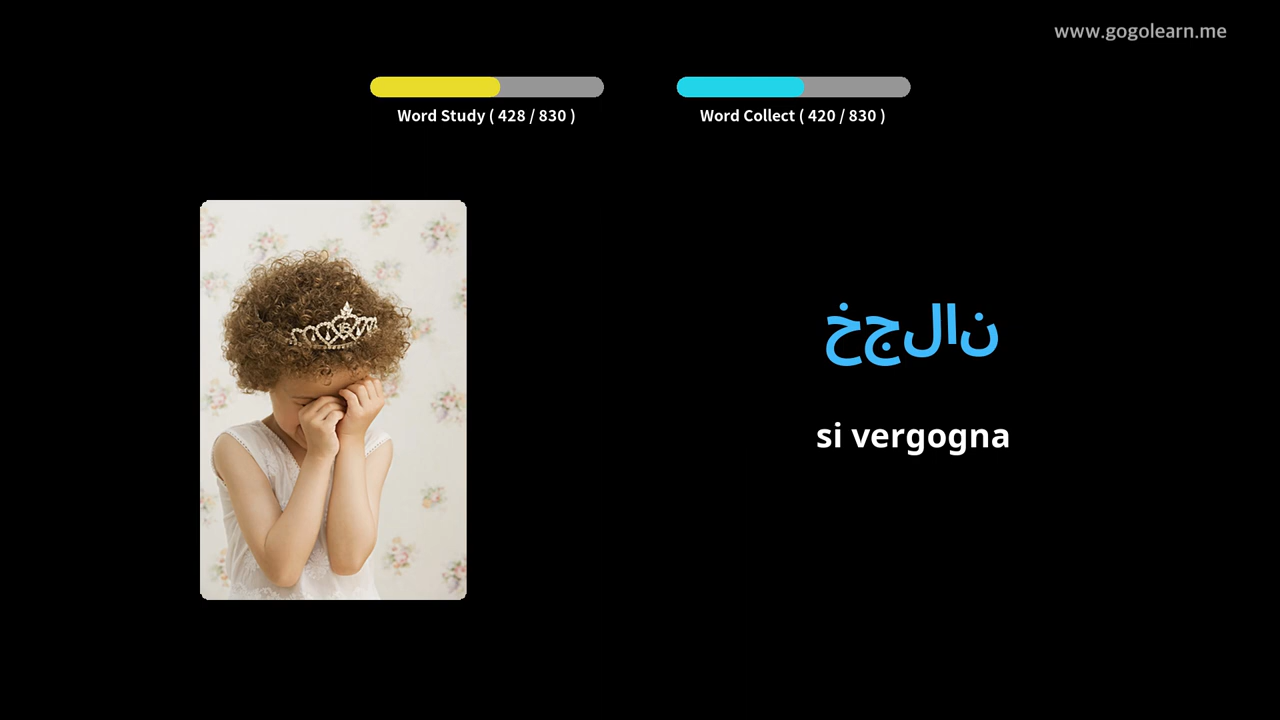 www.gogolearn.me
Word Study ( 428 / 830 )
Word Collect ( 420 / 830 )
خجلان
si vergogna